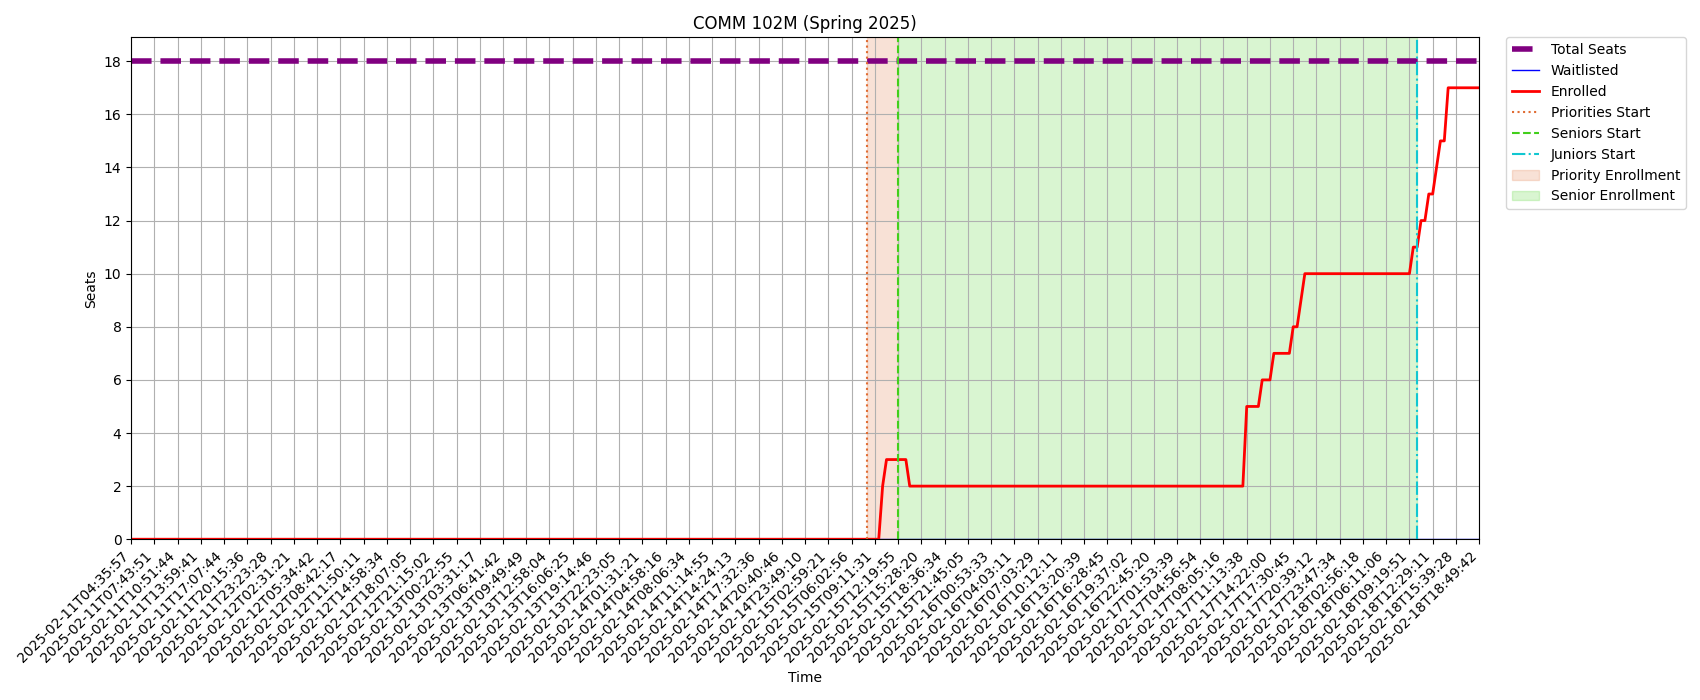 COMM 102M (Spring 2025)
Total Seats
Waitlisted
Enrolled
Priorities Start
Seniors Start
Juniors Start
Priority Enrollment
Senior Enrollment
Seats
18
16
14
12
10
8
6
4
2
0
2025-02-11T04:35:57
2025-02-11T07:43:51
2025-02-11T10:51:44
2025-02-11T13:59:41
2025-02-11T17:07:44
2025-02-11T20:15:36
2025-02-11T23:23:28
2025-02-12T02:31:21
2025-02-12T05:34:42
2025-02-12T08:42:17
2025-02-12T11:50:11
2025-02-12T14:58:34
2025-02-12T18:07:05
2025-02-12T21:15:02
2025-02-13T00:22:55
2025-02-13T03:31:17
2025-02-13T06:41:42
2025-02-13T09:49:49
2025-02-13T12:58:04
2025-02-13T16:06:25
2025-02-13T19:14:46
2025-02-13T22:23:05
2025-02-14T01:31:21
2025-02-14T04:58:16
2025-02-14T08:06:34
2025-02-14T11:14:55
2025-02-14T14:24:13
2025-02-14T17:32:36
2025-02-14T20:40:46
2025-02-14T23:49:10
2025-02-15T02:59:21
2025-02-15T06:02:56
2025-02-15T09:11:31
2025-02-15T12:19:55
2025-02-15T15:28:20
2025-02-15T18:36:34
2025-02-15T21:45:05
2025-02-16T00:53:33
2025-02-16T04:03:11
2025-02-16T07:03:29
2025-02-16T10:12:11
2025-02-16T13:20:39
2025-02-16T16:28:45
2025-02-16T19:37:02
2025-02-16T22:45:20
2025-02-17T01:53:39
2025-02-17T04:56:54
2025-02-17T08:05:16
2025-02-17T11:13:38
2025-02-17T14:22:00
2025-02-17T17:30:45
2025-02-17T20:39:12
2025-02-17T23:47:34
2025-02-18T02:56:18
2025-02-18T06:11:06
2025-02-18T09:19:51
2025-02-18T12:29:11
2025-02-18T15:39:28
2025-02-18T18:49:42
Time